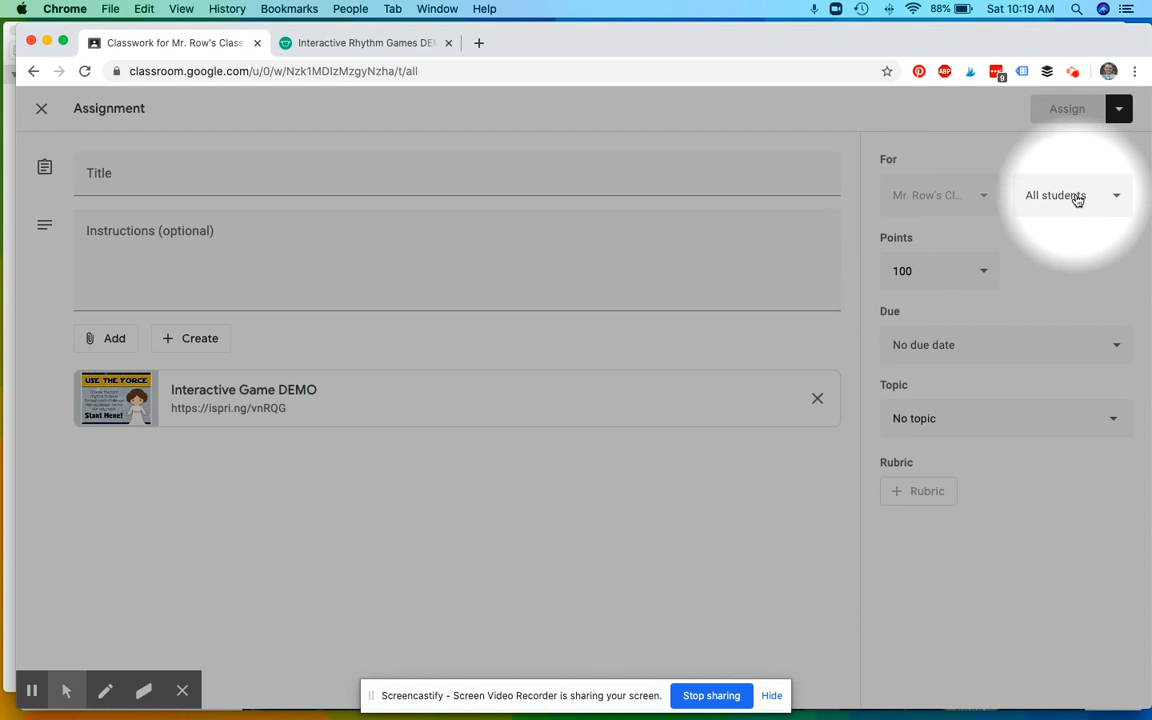 Chrome File Edit View History Bookmarks People Tab Window Help 88% Sat 10:19 AM
Classwork for Mr. Row's Class
Interactive Rhythm Games DE
classroom.google.com/u/0/w/Nzk1MDIzMzgyNzha/t/all
ABP
9
Assignment
Assign
Title
Instructions (optional)
Add
Create
USE THE FORCE
Start Here!
Interactive Game DEMO
https://ispri.ng/vnRQG
For
Mr. Row's Cl...
All students
Points
100
Due
No due date
Topic
No topic
Rubric
Rubric
Screencastify - Screen Video Recorder is sharing your screen.
Stop sharing
Hide